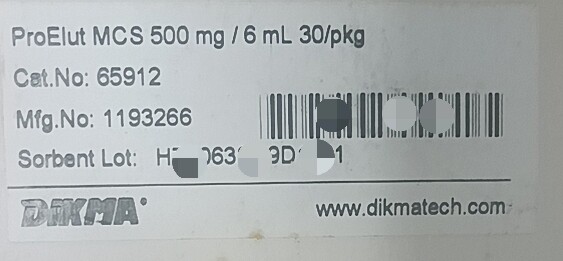 ProElut MCS 500 mg / 6 mL 30/pkg
Cat.No: 65912
Mfg.No: 1193266
Sorbent Lot:
DIKMA®
www.dikmatech.com